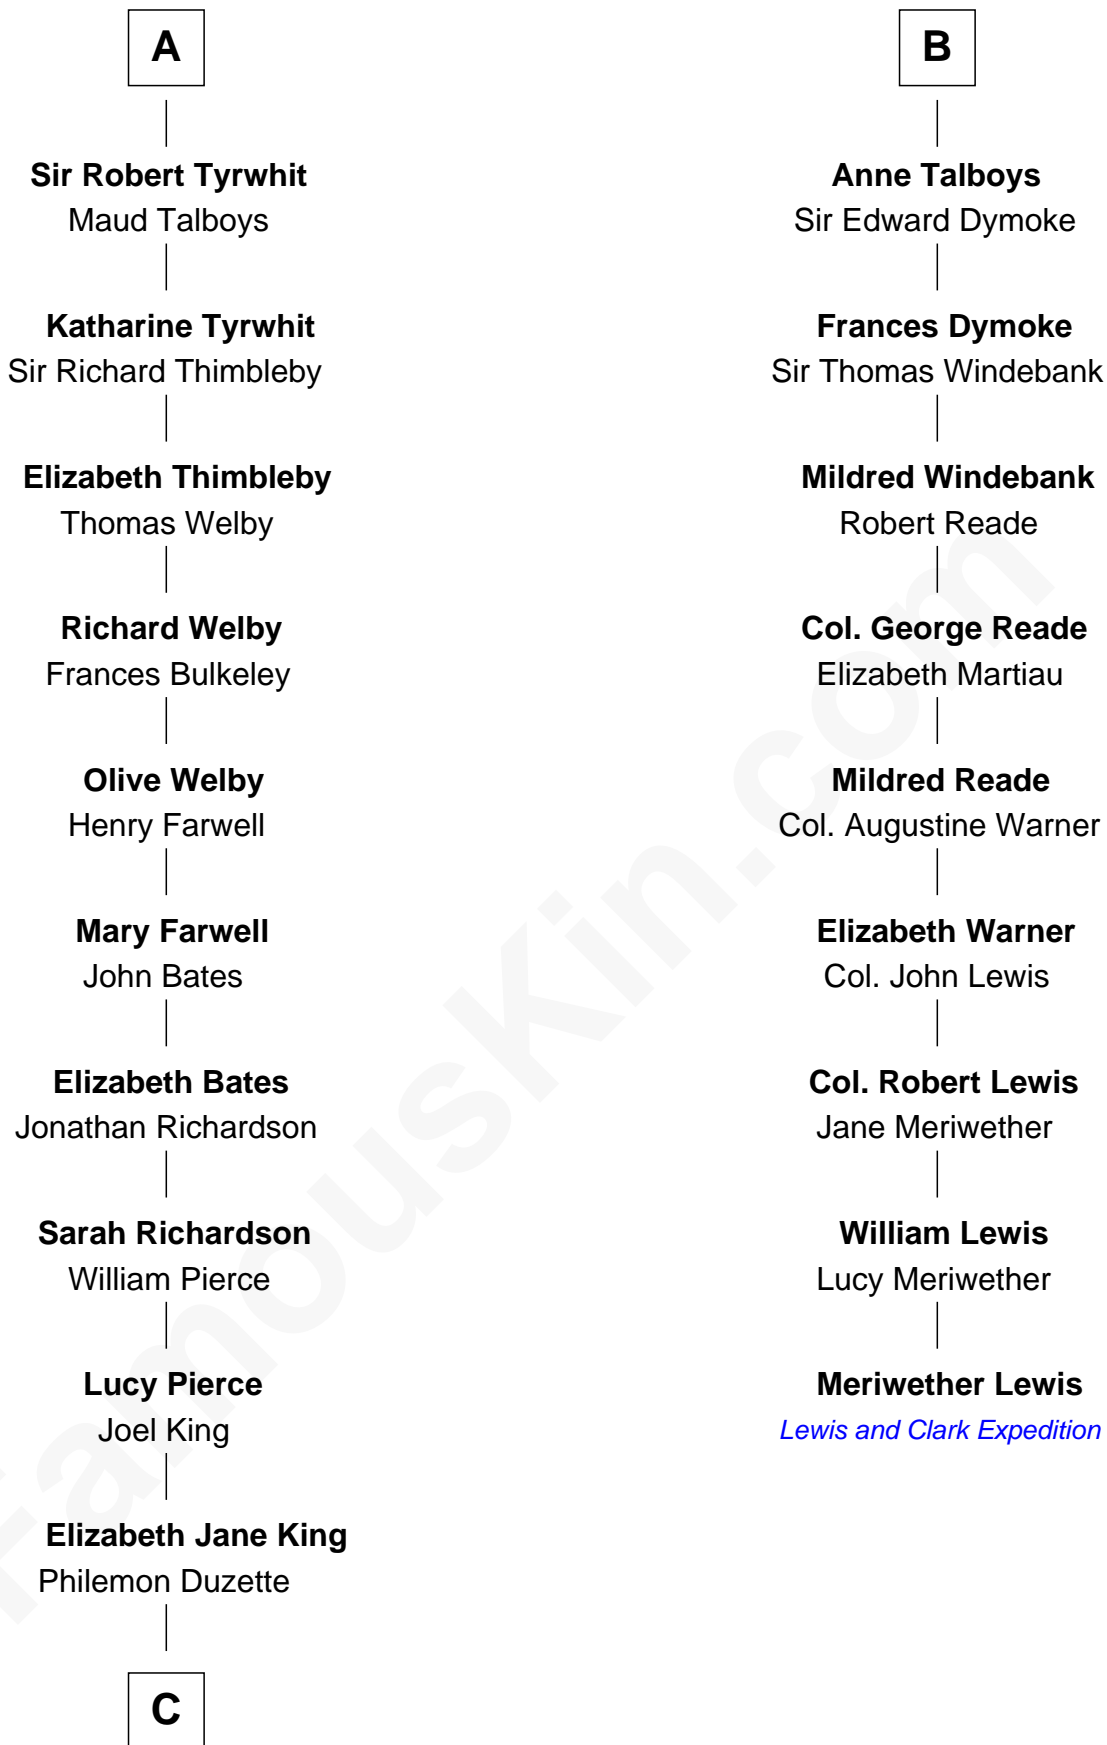 A
Sir Robert Tyrwhit
Maud Talboys
Katharine Tyrwhit
Sir Richard Thimbleby
Elizabeth Thimbleby
Thomas Welby
Richard Welby
Frances Bulkeley
Olive Welby
Henry Farwell
Mary Farwell
John Bates
Elizabeth Bates
Jonathan Richardson
Sarah Richardson
William Pierce
Lucy Pierce
Joel King
Elizabeth Jane King
Philemon Duzette
C
B
Anne Talboys
Sir Edward Dymoke
Frances Dymoke
Sir Thomas Windebank
Mildred Windebank
Robert Reade
Col. George Reade
Elizabeth Martiau
Mildred Reade
Col. Augustine Warner
Elizabeth Warner
Col. John Lewis
Col. Robert Lewis
Jane Meriwether
William Lewis
Lucy Meriwether
Meriwether Lewis
Lewis and Clark Expedition
FamousKin.com